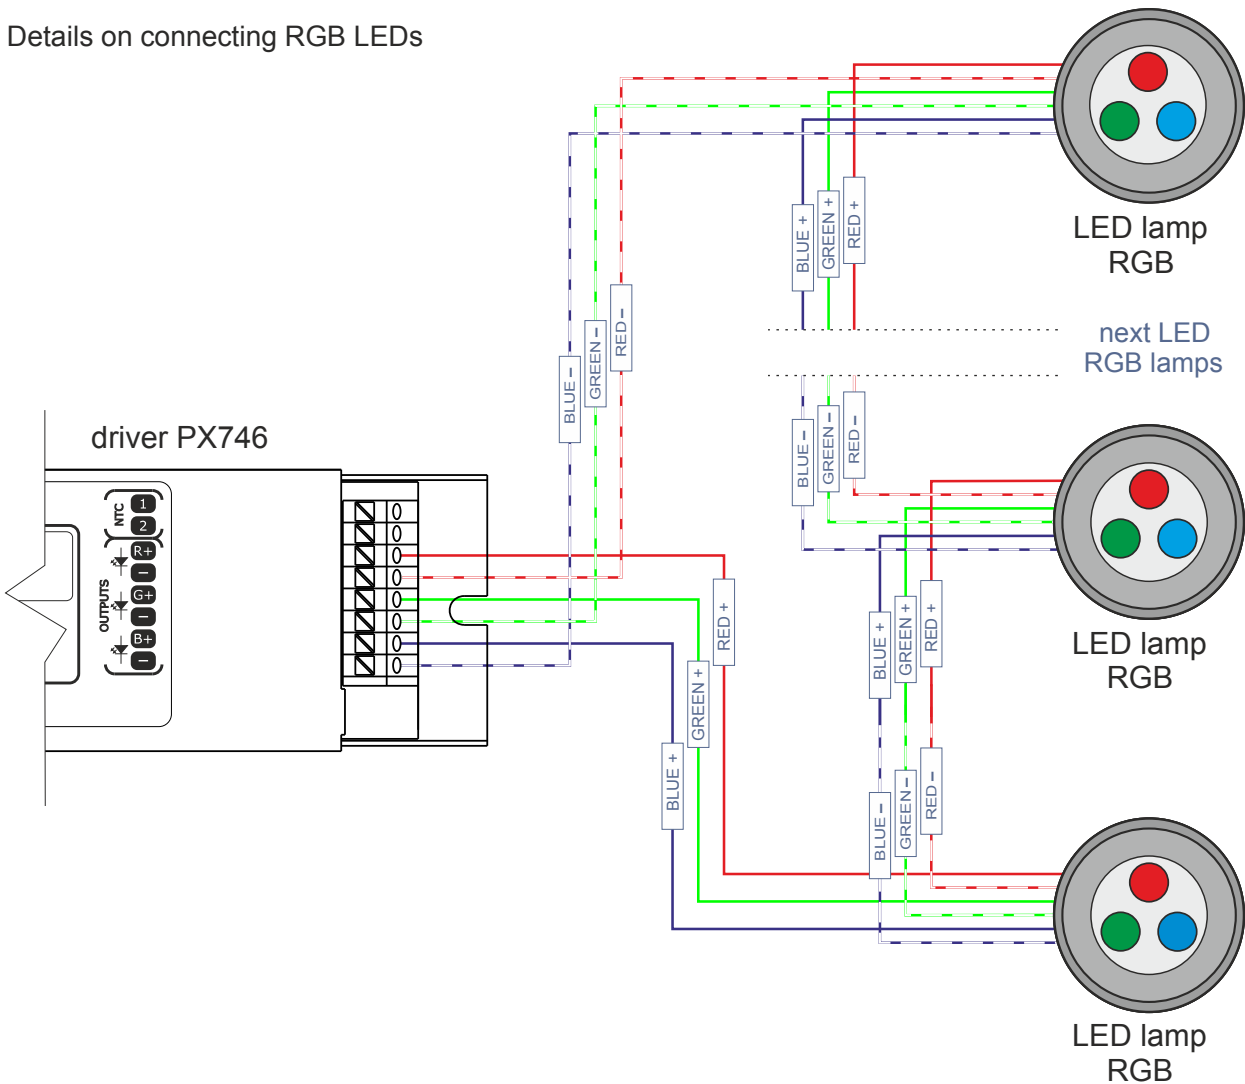 Details on connecting RGB LEDs
LED lamp
RGB
BLUE +
GREEN +
RED +
BLUE –
GREEN –
RED –
next LED
RGB lamps
BLUE –
GREEN –
RED –
driver PX746
NTC
1
2
OUTPUTS
R+
–
G+
–
B+
–
RED +
GREEN +
BLUE +
BLUE +
GREEN +
RED +
LED lamp
RGB
BLUE –
GREEN –
RED –
LED lamp
RGB